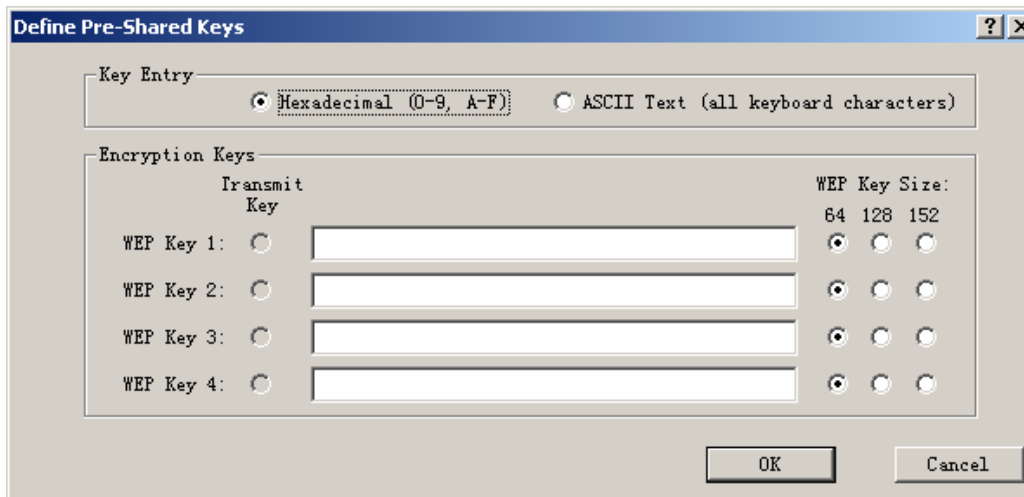 Define Pre-Shared Keys
Key Entry
Hexadecimal (0-9, A-F) ASCII Text (all keyboard characters)
Encryption Keys
Transmit Key WEP Key Size:
64 128 152
WEP Key 1:
WEP Key 2:
WEP Key 3:
WEP Key 4:
OK Cancel